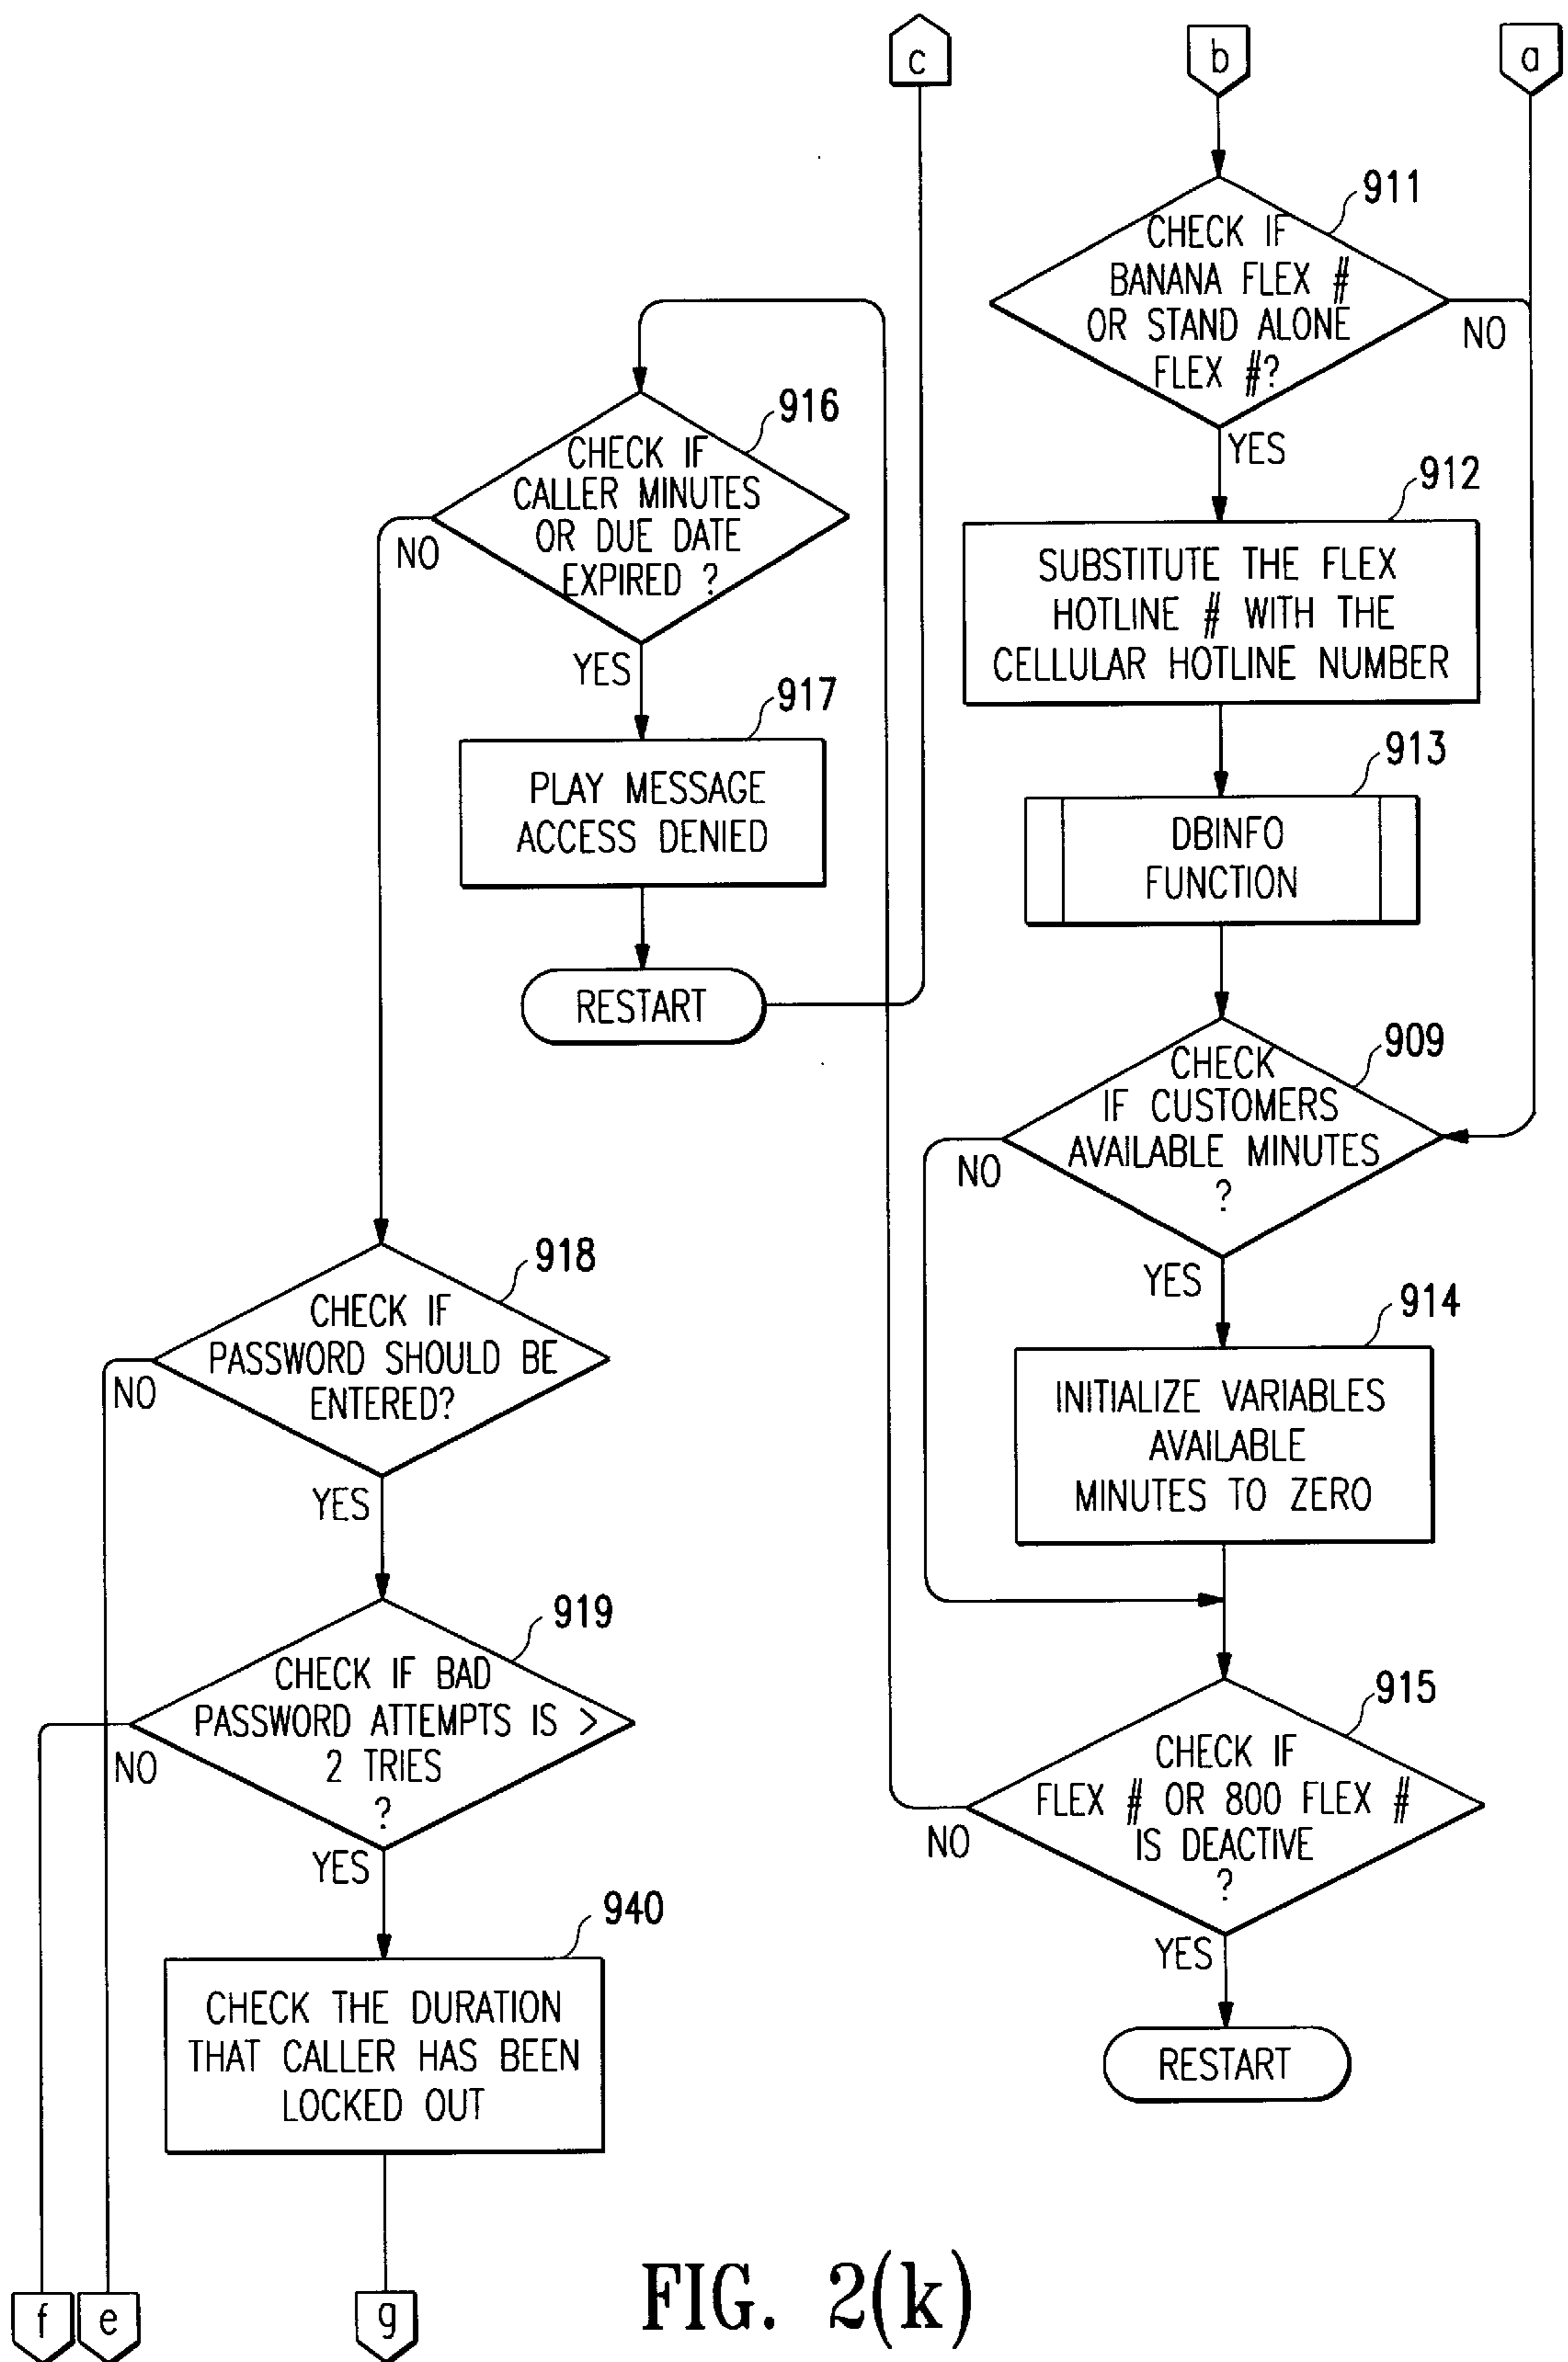 c
b
a
911
CHECK IF
BANANA FLEX #
OR STAND ALONE
FLEX #?
NO
YES
912
SUBSTITUTE THE FLEX
HOTLINE # WITH THE
CELLULAR HOTLINE NUMBER
913
DBINFO
FUNCTION
909
CHECK
IF CUSTOMERS
AVAILABLE MINUTES
?
NO
YES
914
INITIALIZE VARIABLES
AVAILABLE
MINUTES TO ZERO
915
CHECK IF
FLEX # OR 800 FLEX #
IS DEACTIVE
?
NO
YES
RESTART
916
CHECK IF
CALLER MINUTES
OR DUE DATE
EXPIRED ?
NO
YES
917
PLAY MESSAGE
ACCESS DENIED
RESTART
918
CHECK IF
PASSWORD SHOULD BE
ENTERED?
NO
YES
919
CHECK IF BAD
PASSWORD ATTEMPTS IS >
2 TRIES
?
NO
YES
940
CHECK THE DURATION
THAT CALLER HAS BEEN
LOCKED OUT
f
e
g
FIG. 2(k)